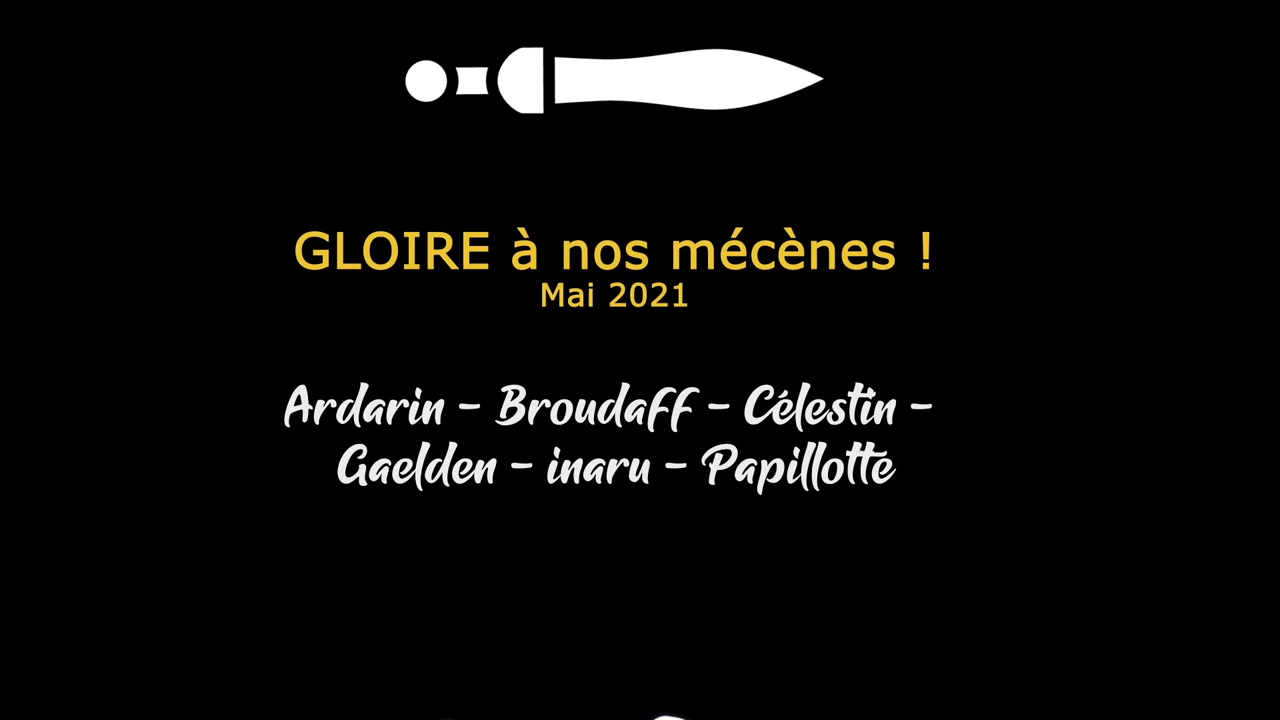 GLOIRE à nos mécènes !
Mai 2021
Ardarin - Broudaff - Célestin -
Gaelden - inaru - Papillotte